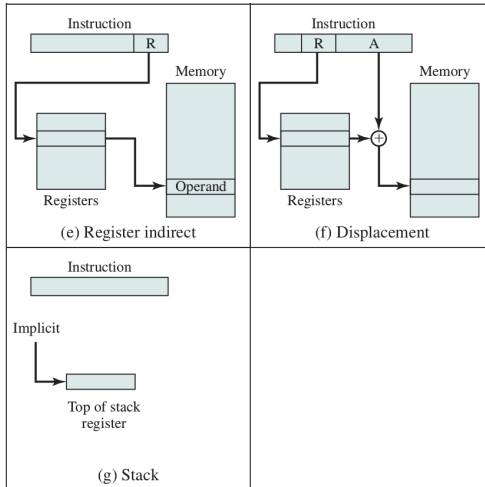 Instruction
R
Memory
Operand
Registers
(e) Register indirect
Instruction
R A
Memory
+
Registers
(f) Displacement
Instruction
Implicit
Top of stack
register
(g) Stack